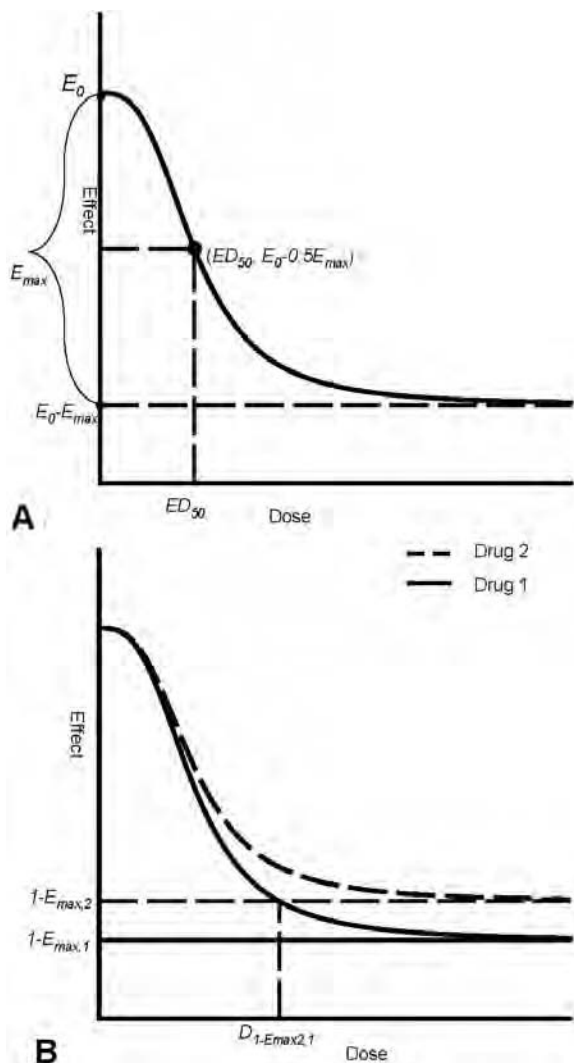 E₀
Effect
(ED₅₀, E₀-0.5Eₘₐₓ)
Eₘₐₓ
E₀-Eₘₐₓ
A
ED₅₀
Dose
Drug 2
Drug 1
Effect
1-Eₘₐₓ,₂
1-Eₘₐₓ,₁
D₁₋Eₘₐₓ₂,₁
B
Dose